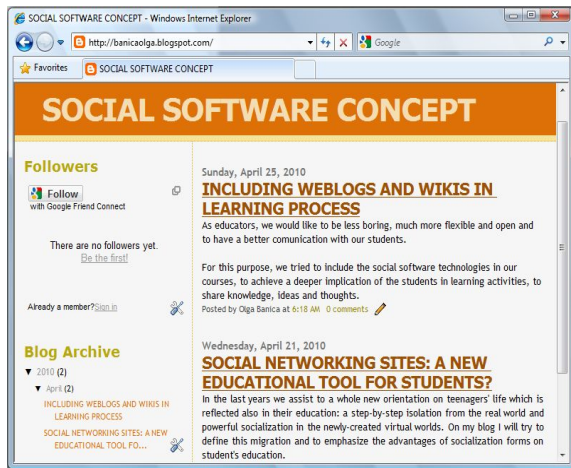 SOCIAL SOFTWARE CONCEPT - Windows Internet Explorer
http://banicaolga.blogspot.com/
Google
Favorites
SOCIAL SOFTWARE CONCEPT
SOCIAL SOFTWARE CONCEPT
Followers
Follow
with Google Friend Connect
There are no followers yet.
Be the first!
Already a member?Sign in
Blog Archive
▼ 2010 (2)
▼ April (2)
INCLUDING WEBLOGS AND WIKIS IN
LEARNING PROCESS
SOCIAL NETWORKING SITES: A NEW
EDUCATIONAL TOOL FO...
Sunday, April 25, 2010
INCLUDING WEBLOGS AND WIKIS IN
LEARNING PROCESS
As educators, we would like to be less boring, much more flexible and open and
to have a better comunication with our students.
For this purpose, we tried to include the social software technologies in our
courses, to achieve a deeper implication of the students in learning activities, to
share knowledge, ideas and thoughts.
Posted by Olga Banica at 6:18 AM 0 comments
Wednesday, April 21, 2010
SOCIAL NETWORKING SITES: A NEW
EDUCATIONAL TOOL FOR STUDENTS?
In the last years we assist to a whole new orientation on teenagers' life which is
reflected also in their education: a step-by-step isolation from the real world and
powerful socialization in the newly-created virtual worlds. On my blog I will try to
define this migration and to emphasize the advantages of socialization forms on
student's education.